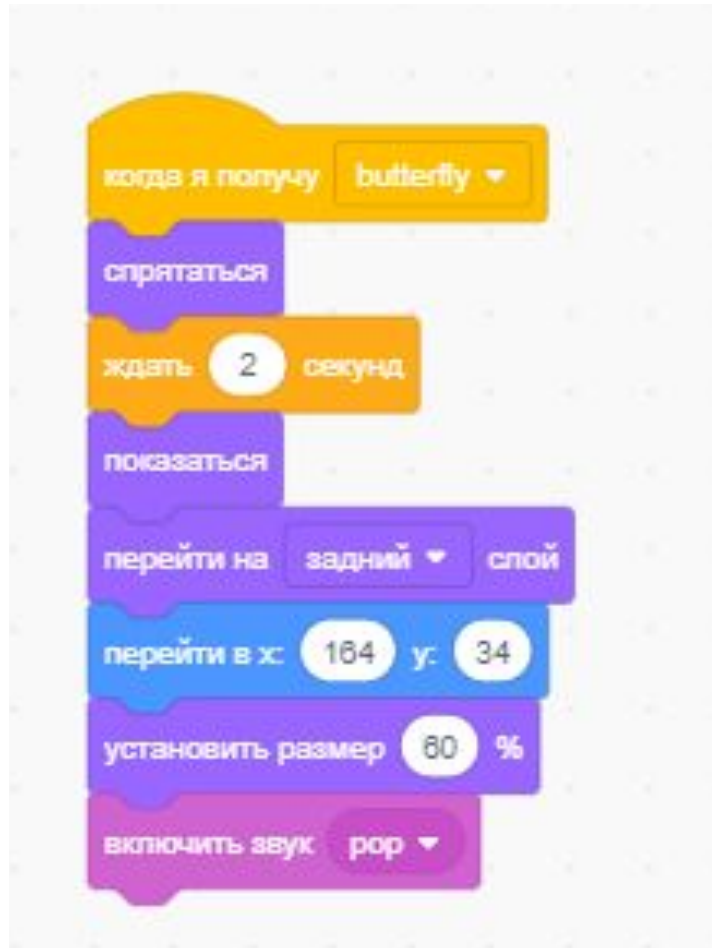 когда я получу butterfly
спрятаться
ждать 2 секунд
показаться
перейти на задний слой
перейти в x: 164 y: 34
установить размер 60 %
включить звук pop